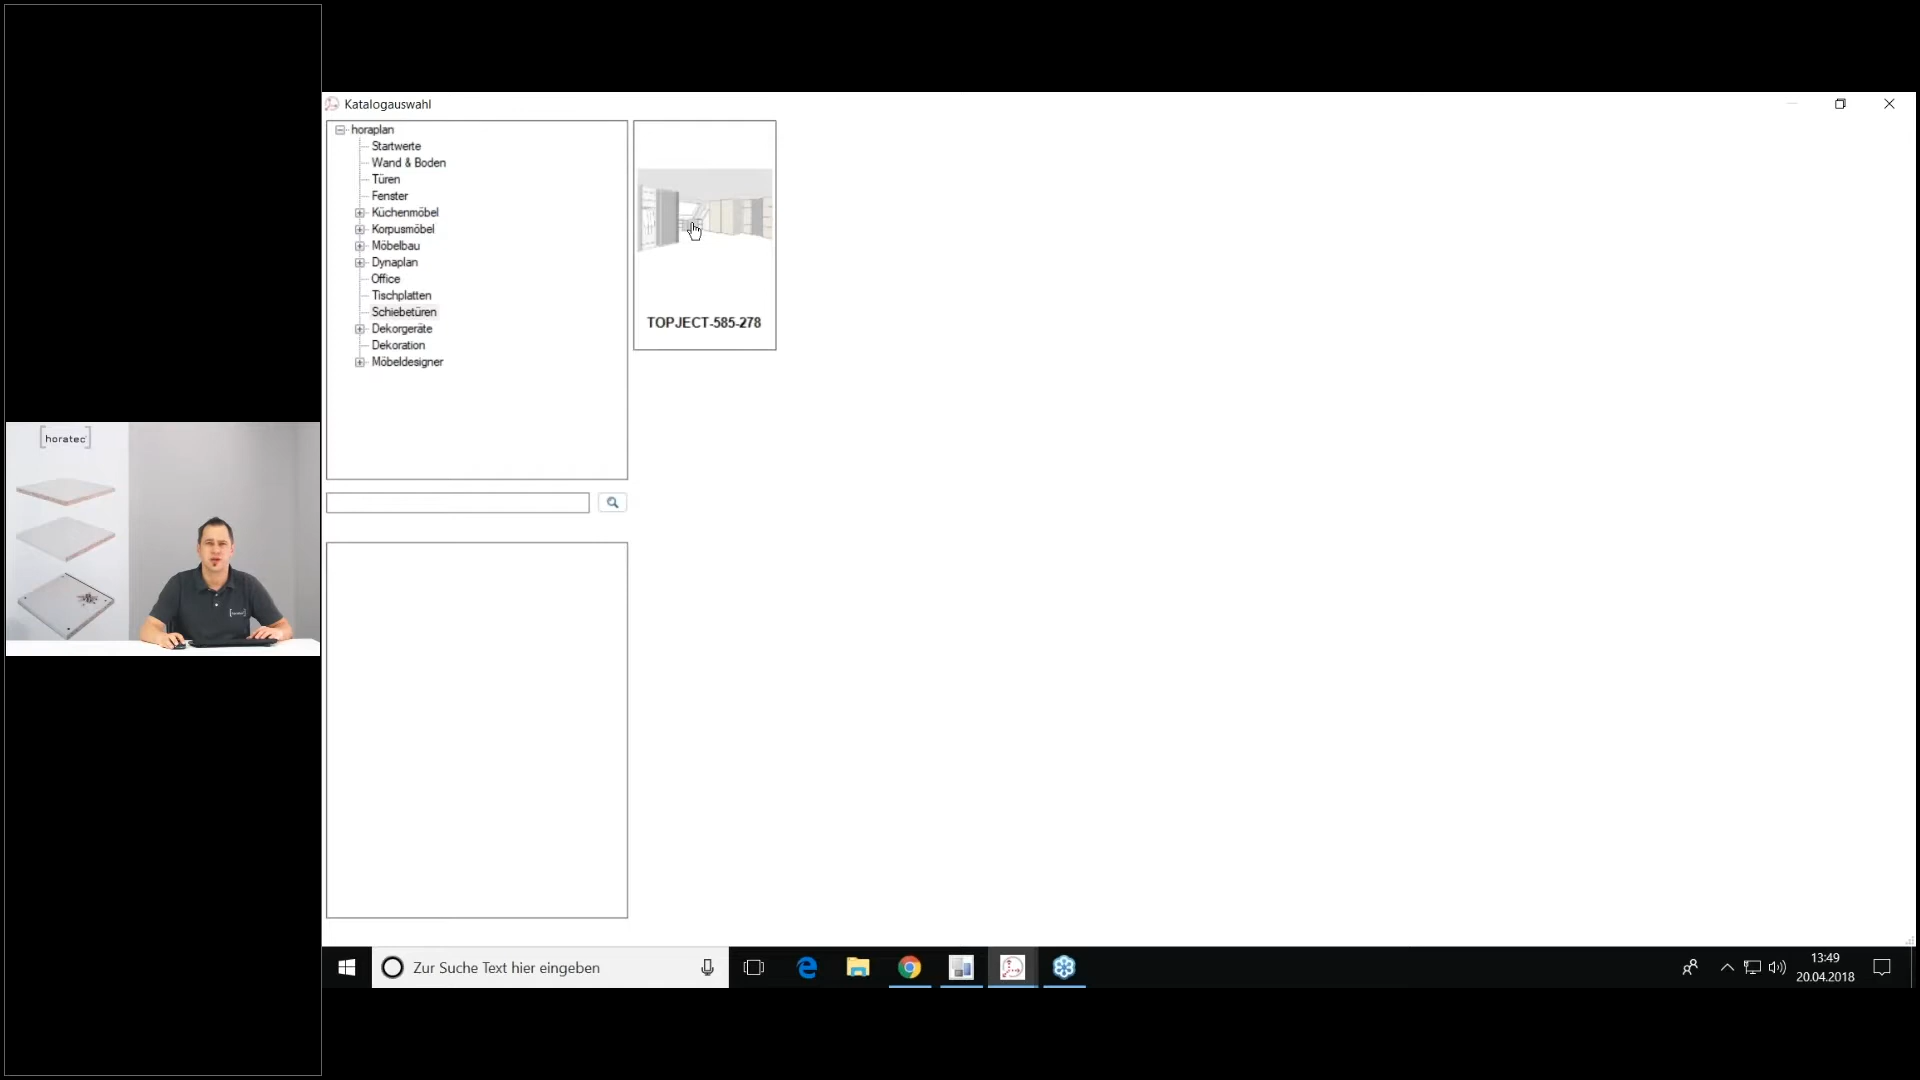 Katalogauswahl
horaplan
Startwerte
Wand & Boden
Türen
Fenster
Küchenmöbel
Korpusmöbel
Möbelbau
Dynaplan
Office
Tischplatten
Schiebetüren
Dekorgeräte
Dekoration
Möbeldesigner
TOPJECT-585-278
[horatec]
Zur Suche Text hier eingeben
13:49
20.04.2018